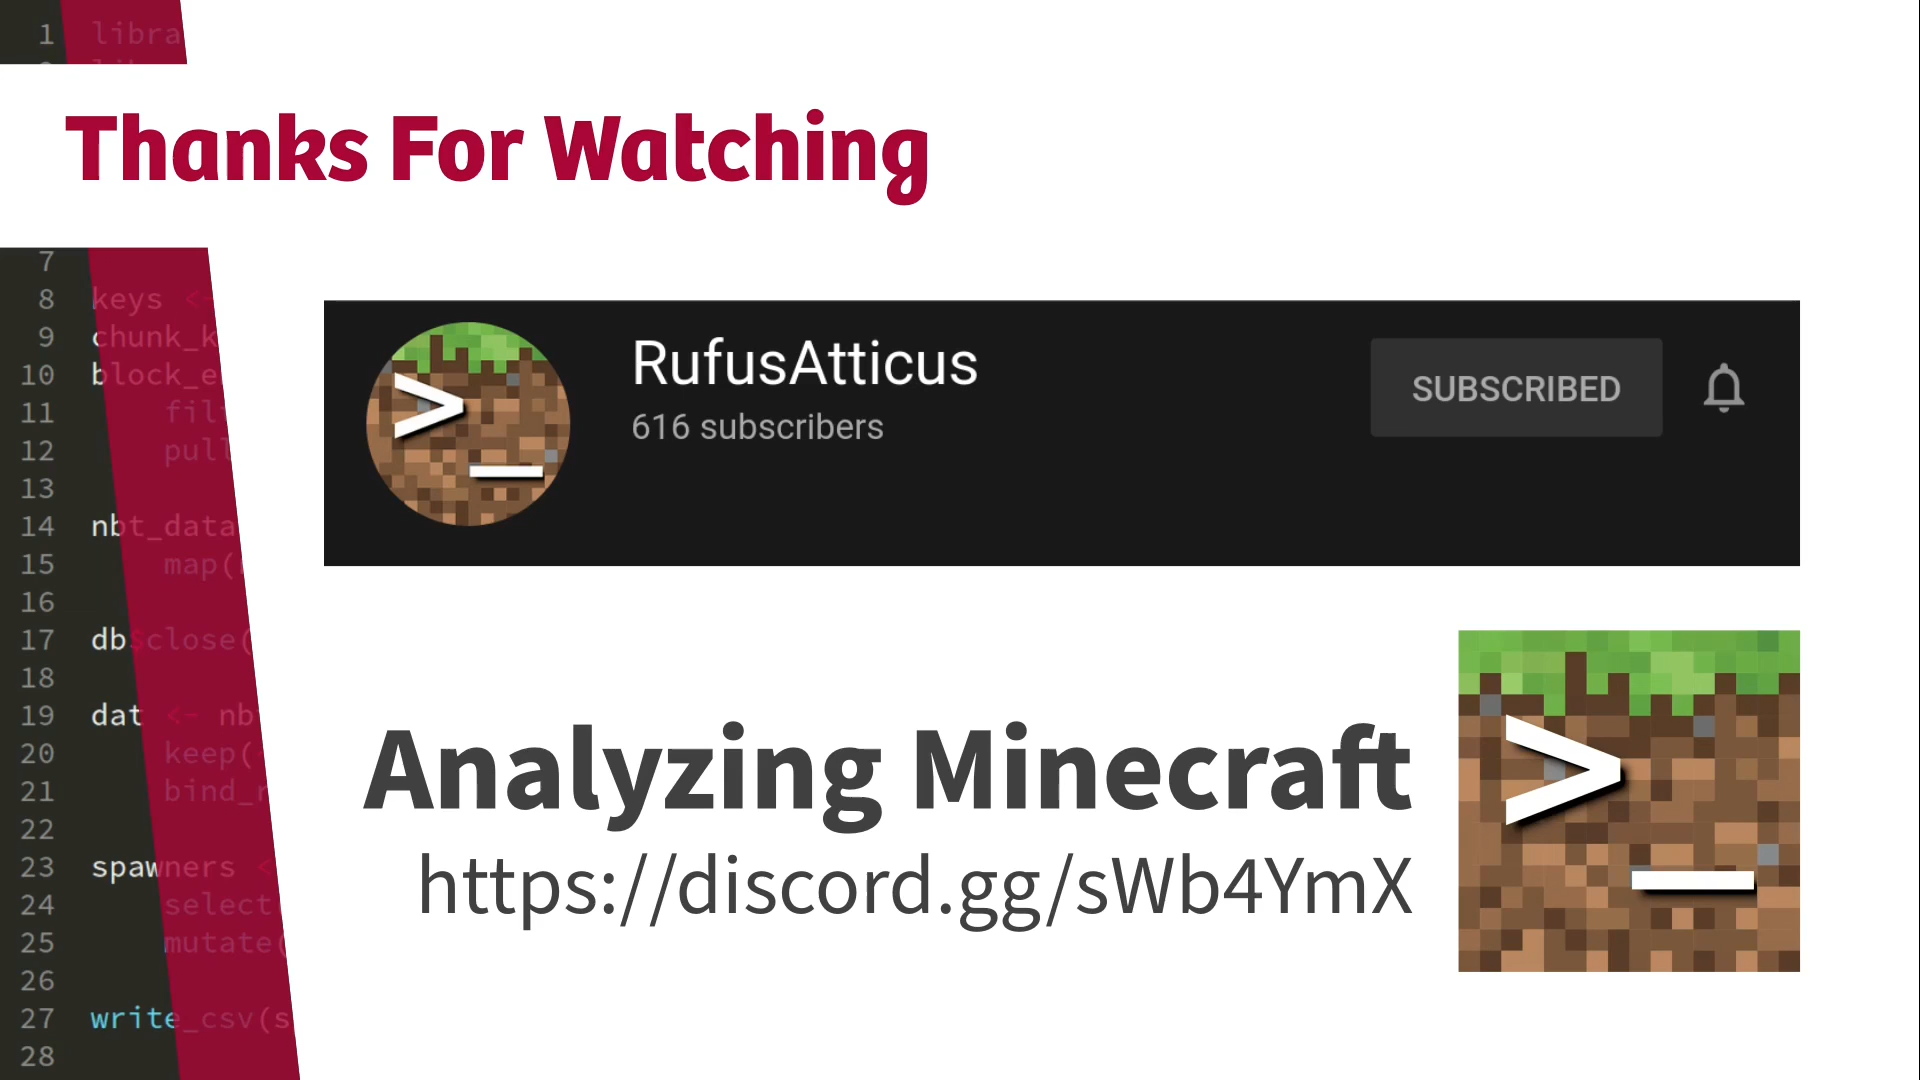 1 libra
Thanks For Watching
7
8 keys <-
9 chunk_k
10 block_e
11 fil
12 pull
13
14 nbt_data
15 map(
16
17 db$close(
18
19 dat <- nb
20 keep(
21 bind_r
22
23 spawners <
24 select
25 mutate(
26
27 write_csv(s
28
RufusAtticus
616 subscribers
SUBSCRIBED
>_
Analyzing Minecraft
https://discord.gg/sWb4YmX
>_